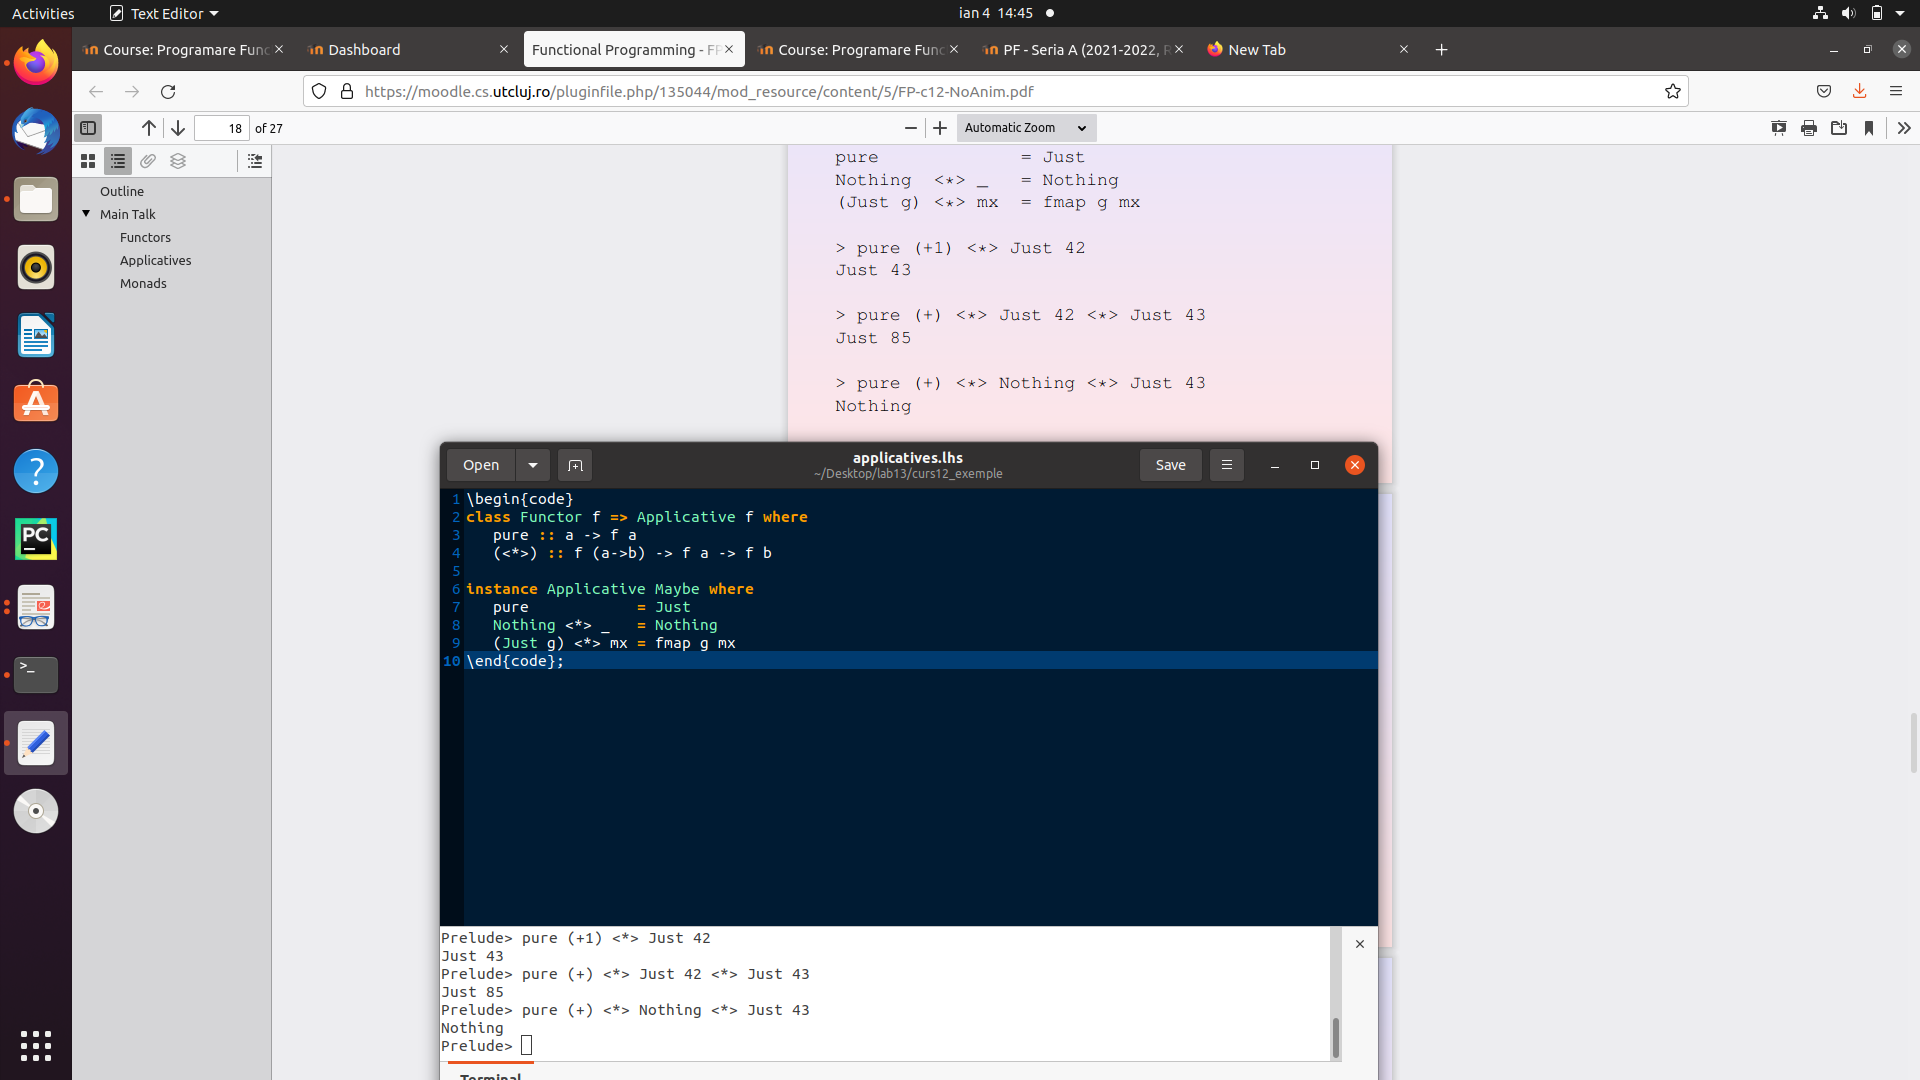 Activities
Text Editor
ian 4 14:45
Course: Programare Func
Dashboard
Functional Programming - FP
Course: Programare Func
PF - Seria A (2021-2022, R
New Tab
https://moodle.cs.utcluj.ro/pluginfile.php/135044/mod_resource/content/5/FP-c12-NoAnim.pdf
18 of 27
Automatic Zoom
Outline
Main Talk
Functors
Applicatives
Monads
pure = Just
Nothing <*> _ = Nothing
(Just g) <*> mx = fmap g mx
> pure (+1) <*> Just 42
Just 43
> pure (+) <*> Just 42 <*> Just 43
Just 85
> pure (+) <*> Nothing <*> Just 43
Nothing
Open
applicatives.lhs
~/Desktop/lab13/curs12_exemple
Save
1 \begin{code}
2 class Functor f => Applicative f where
3 pure :: a -> f a
4 (<*>) :: f (a->b) -> f a -> f b
5
6 instance Applicative Maybe where
7 pure = Just
8 Nothing <*> _ = Nothing
9 (Just g) <*> mx = fmap g mx
10 \end{code};
Prelude> pure (+1) <*> Just 42
Just 43
Prelude> pure (+) <*> Just 42 <*> Just 43
Just 85
Prelude> pure (+) <*> Nothing <*> Just 43
Nothing
Prelude>
Terminal